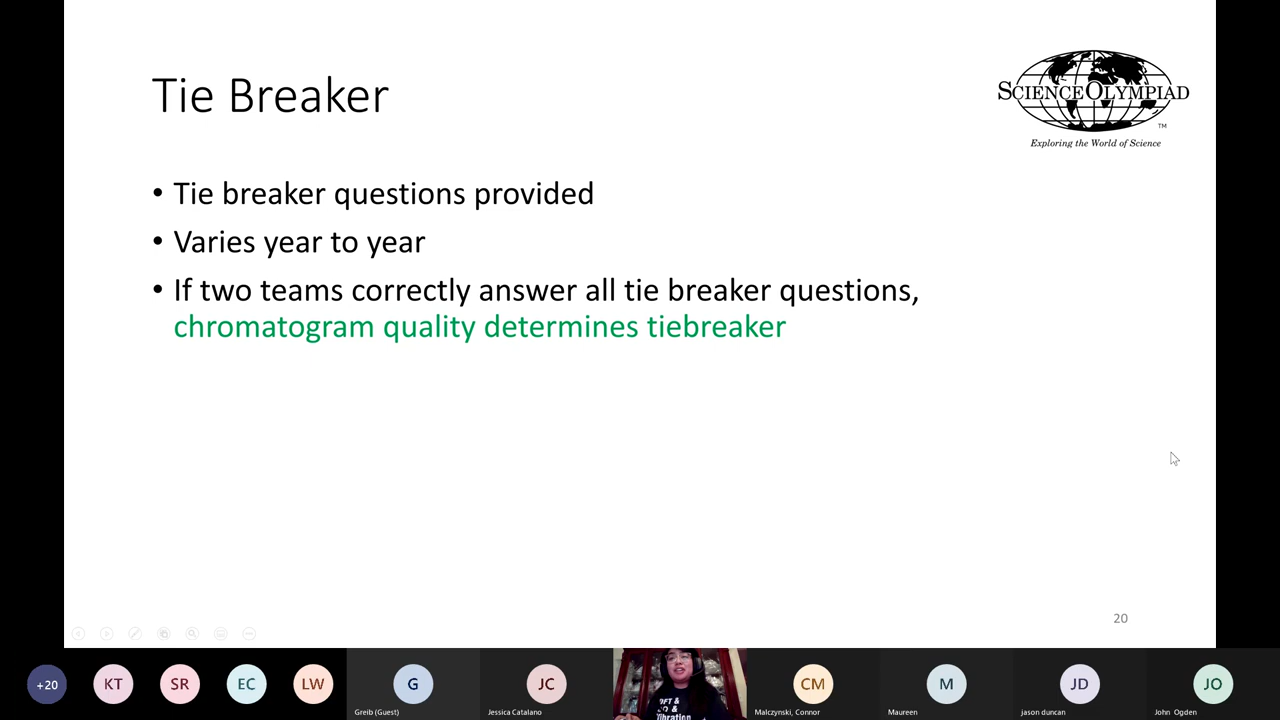 Tie Breaker
SCIENCEOLYMPIAD
TM
Exploring the World of Science
• Tie breaker questions provided
• Varies year to year
• If two teams correctly answer all tie breaker questions,
chromatogram quality determines tiebreaker
20
+20
KT
SR
EC
LW
G
Greib (Guest)
JC
Jessica Catalano
CM
Malczynski, Connor
M
Maureen
JD
jason duncan
JO
John Ogden